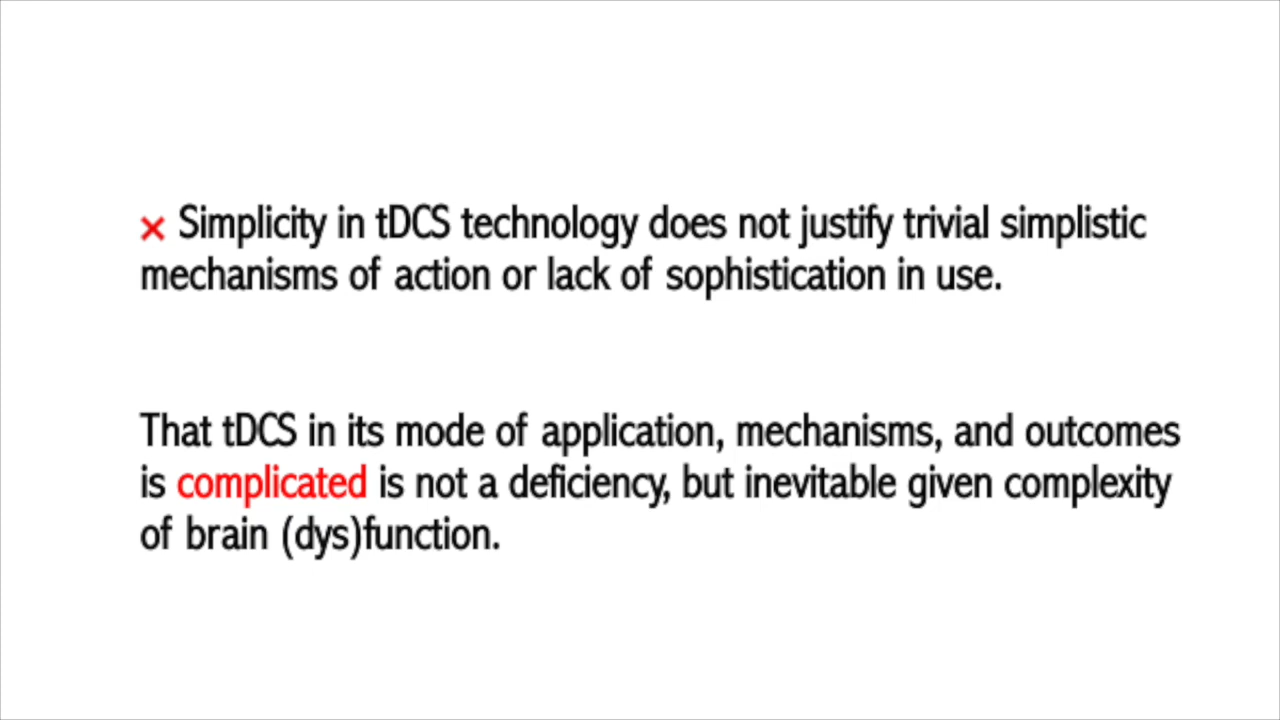 × Simplicity in tDCS technology does not justify trivial simplistic
mechanisms of action or lack of sophistication in use.
That tDCS in its mode of application, mechanisms, and outcomes
is complicated is not a deficiency, but inevitable given complexity
of brain (dys)function.